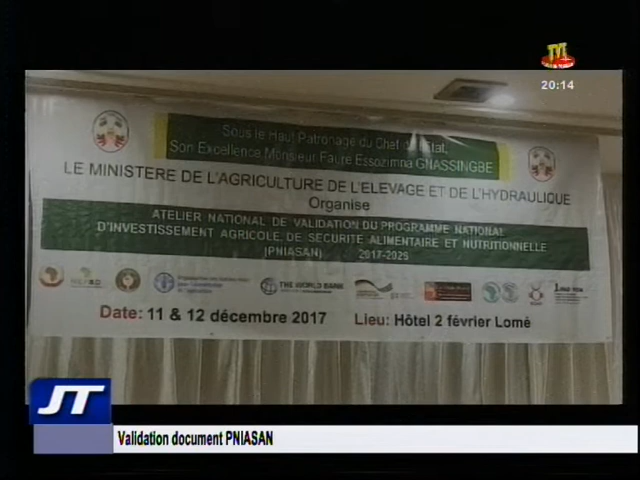 20:14
Sous le Haut Patronage du Chef de l'Etat,
Son Excellence Monsieur Faure Essozimna GNASSINGBE
LE MINISTERE DE L'AGRICULTURE DE L'ELEVAGE ET DE L'HYDRAULIQUE
Organise
ATELIER NATIONAL DE VALIDATION DU PROGRAMME NATIONAL
D'INVESTISSEMENT AGRICOLE, DE SECURITE ALIMENTAIRE ET NUTRITIONNELLE
(PNIASAN) 2017-2026
THE WORLD BANK
Date: 11 & 12 décembre 2017 Lieu: Hôtel 2 février Lomé
JT
Validation document PNIASAN